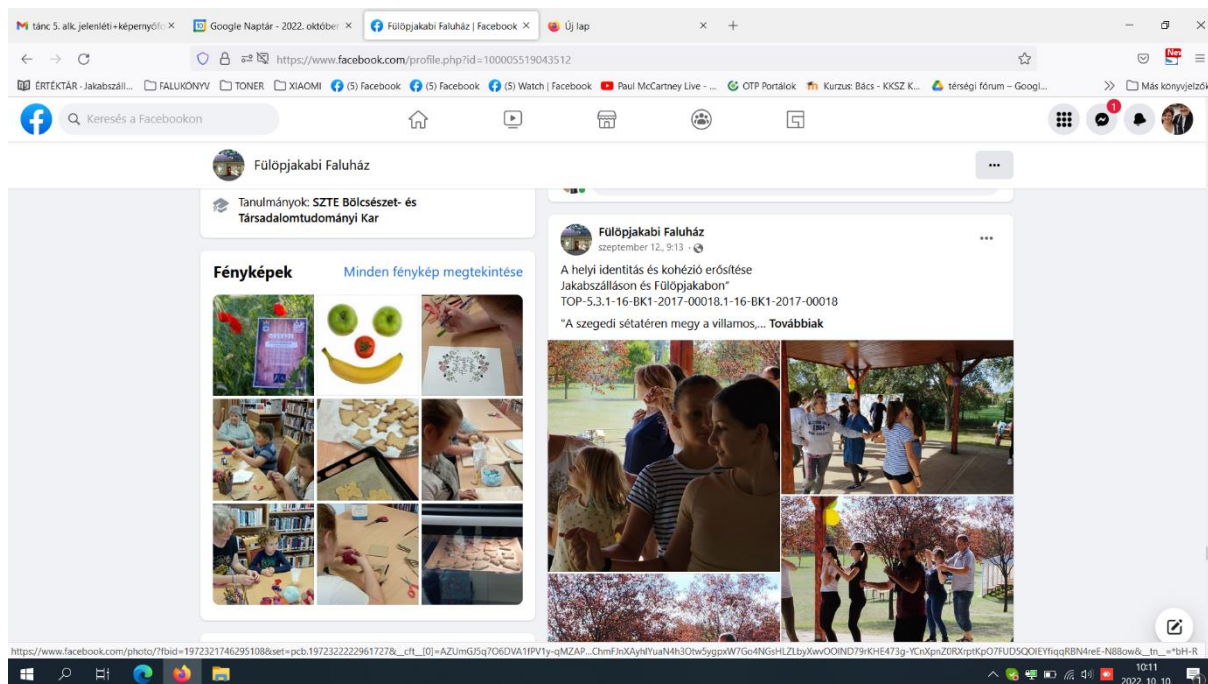 tánc 5. alk. jelenléti+képernyőfo
Google Naptár - 2022. október
Fülöpjakabi Faluház | Facebook
Új lap
https://www.facebook.com/profile.php?id=100005519043512
ÉRTÉKTÁR - Jakabszáll...
FALUKÖNYV
TONER
XIAOMI
(5) Facebook
(5) Facebook
(5) Watch | Facebook
Paul McCartney Live - ...
OTP Portálok
Kurzus: Bács - KKSZ K...
térségi fórum – Googl...
Más könyvjelzők
Keresés a Facebookon
1
Fülöpjakabi Faluház
Tanulmányok: SZTE Bölcsészet- és
Társadalomtudományi Kar
Fényképek
Minden fénykép megtekintése
Fülöpjakabi Faluház
szeptember 12., 9:13
A helyi identitás és kohézió erősítése
Jakabszálláson és Fülöpjakabon"
TOP-5.3.1-16-BK1-2017-00018.1-16-BK1-2017-00018
"A szegedi sétatéren megy a villamos,... Továbbiak
10:11
2022. 10. 10.